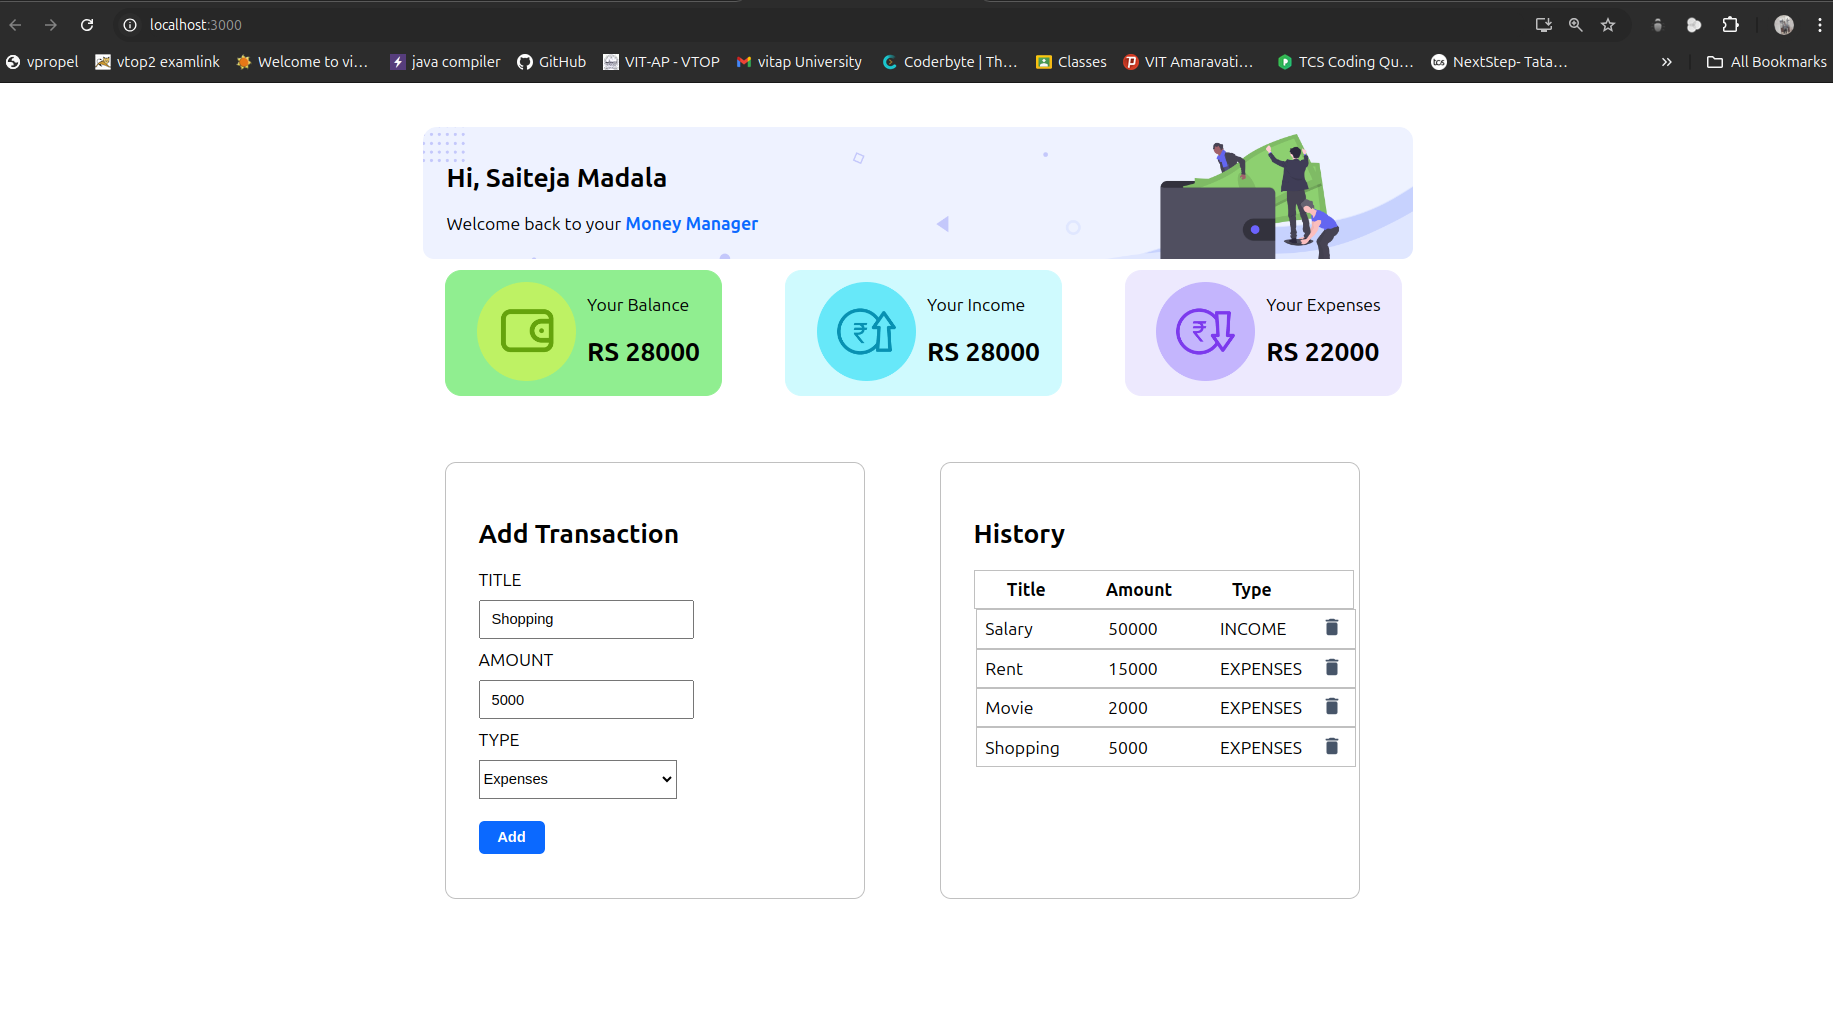 localhost:3000
vpropel vtop2 examlink Welcome to vi... java compiler GitHub VIT-AP - VTOP vitap University Coderbyte | Th... Classes VIT Amaravati... TCS Coding Qu... tcs NextStep- Tata... » All Bookmarks
Hi, Saiteja Madala
Welcome back to your Money Manager
Your Balance
RS 28000
Your Income
RS 28000
Your Expenses
RS 22000
Add Transaction
TITLE
Shopping
AMOUNT
5000
TYPE
Expenses
Add
History
Title Amount Type
Salary 50000 INCOME
Rent 15000 EXPENSES
Movie 2000 EXPENSES
Shopping 5000 EXPENSES